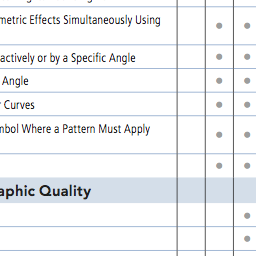 metric Effects Simultaneously Using
actively or by a Specific Angle
Angle
Curves
nbol Where a Pattern Must Apply
aphic Quality